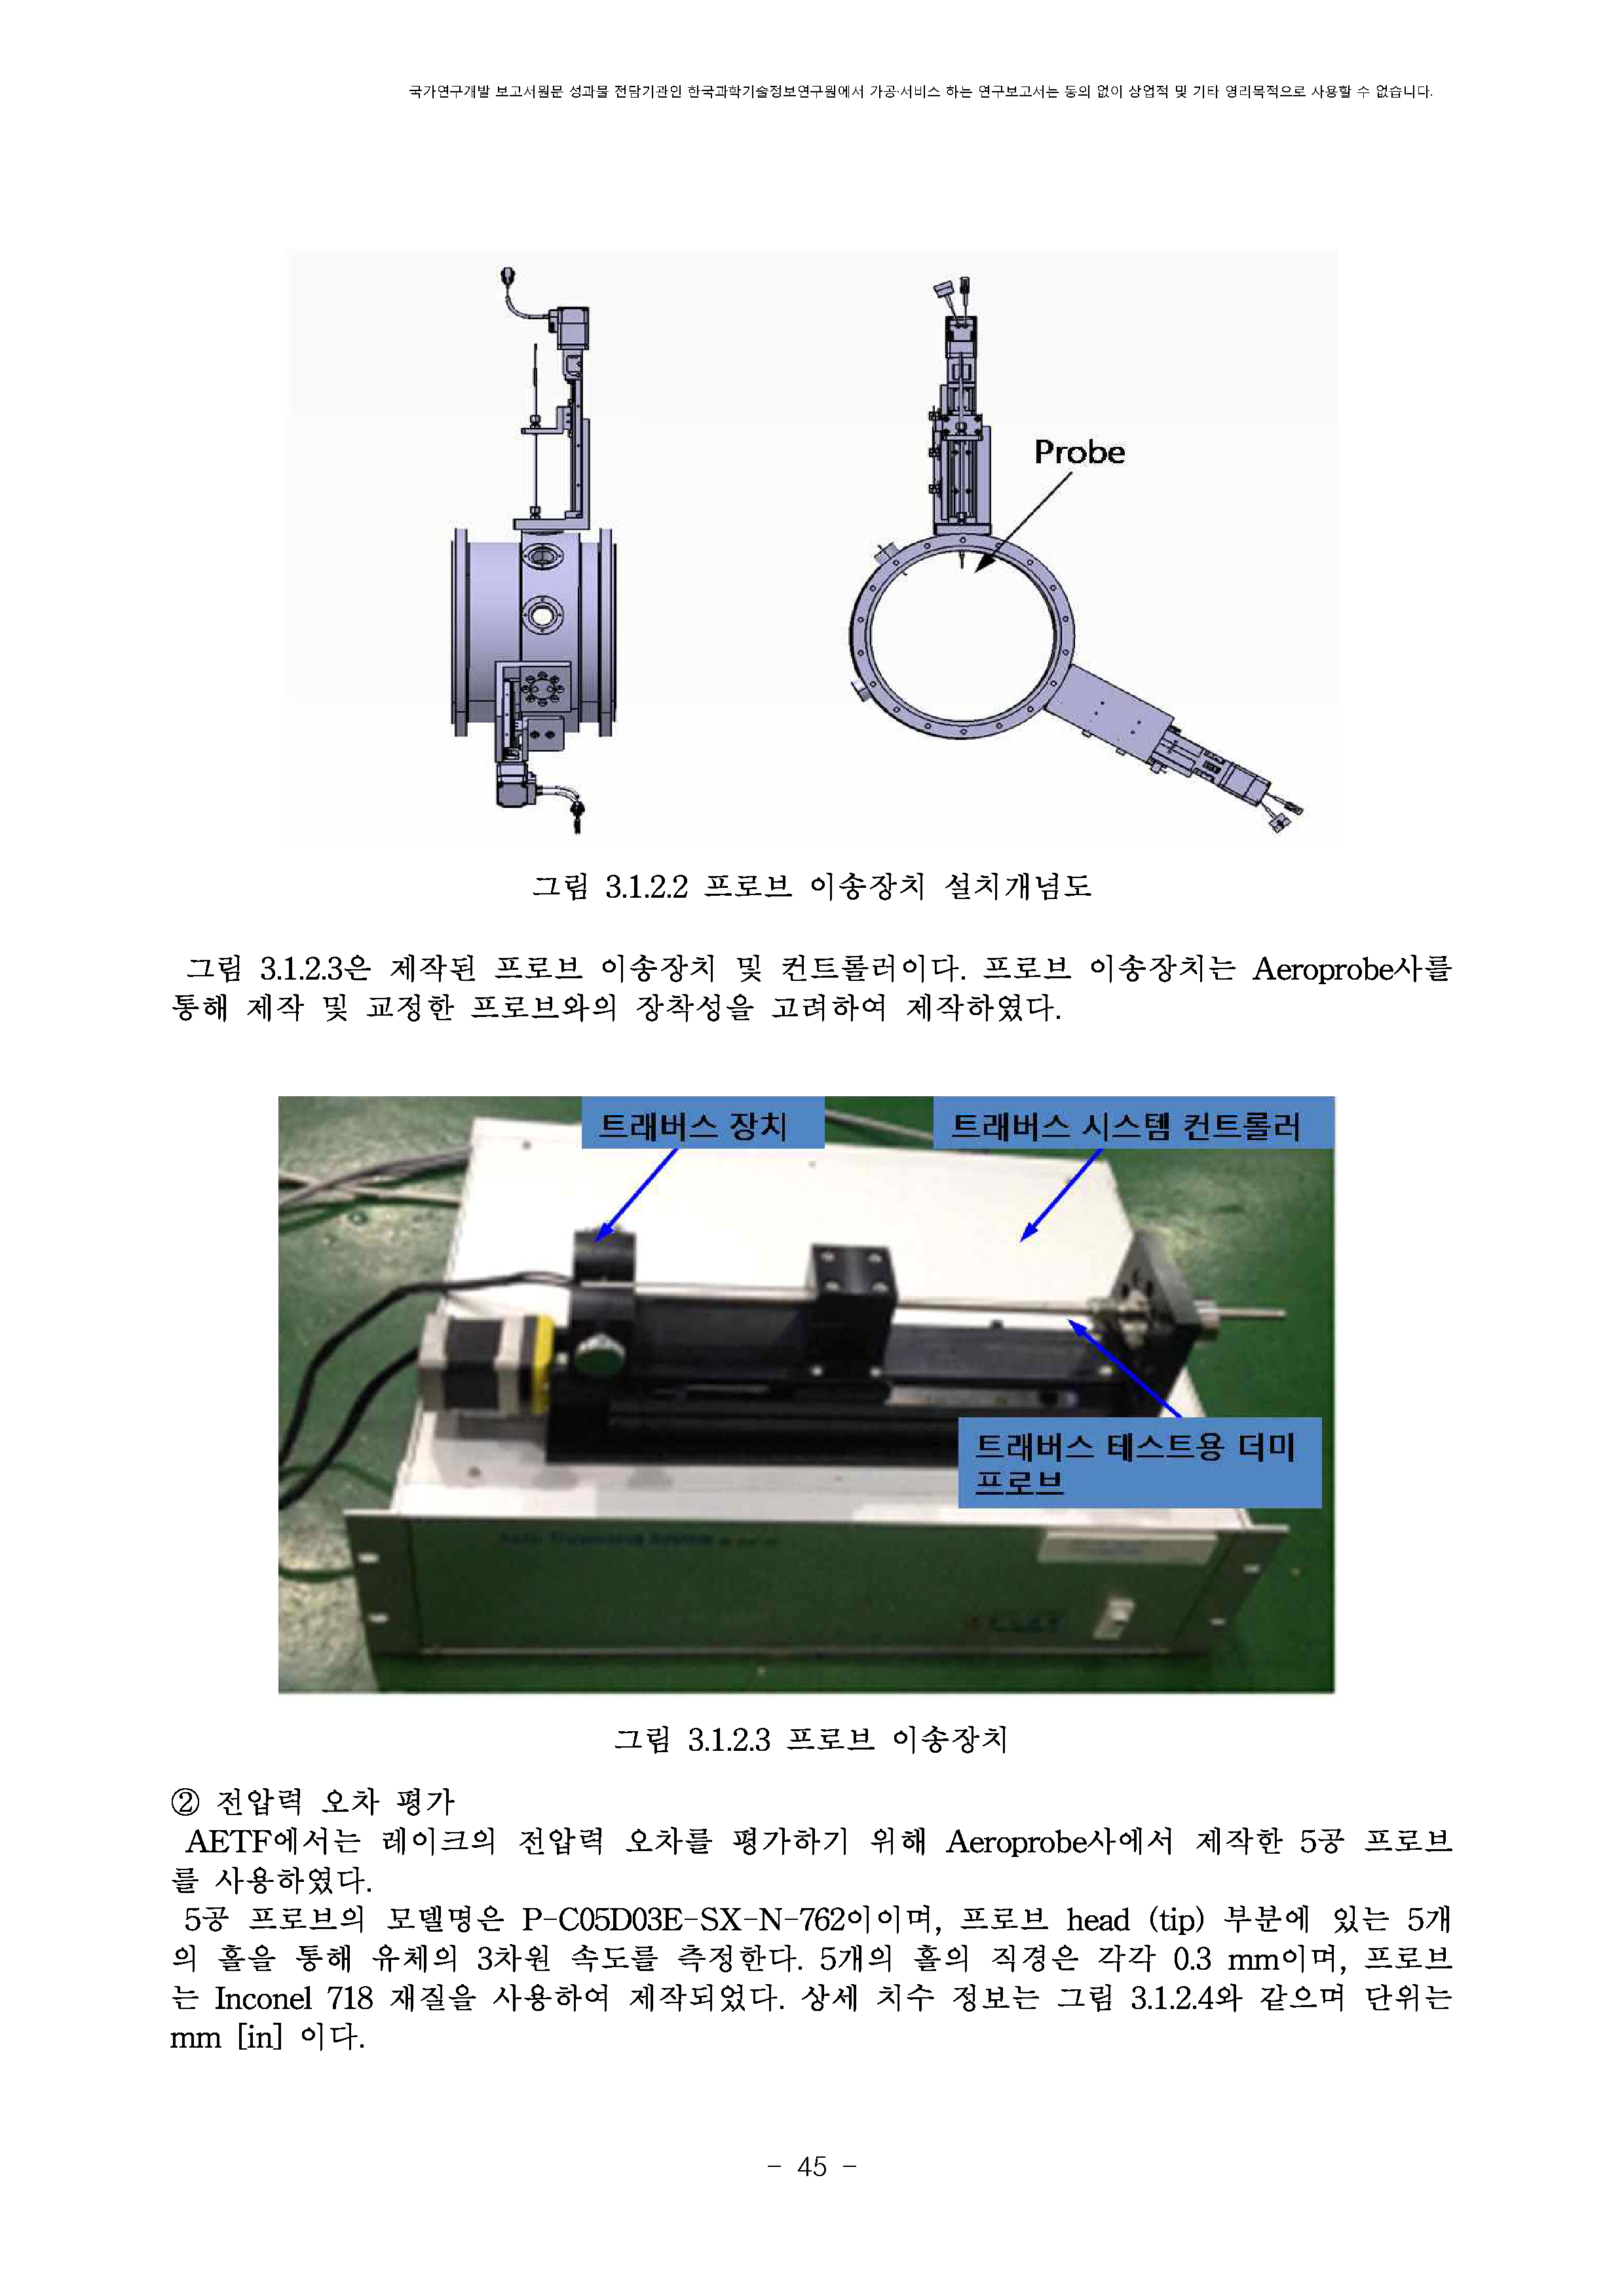 국가연구개발 보고서원문 성과물 전담기관인 한국과학기술정보연구원에서 가공·서비스 하는 연구보고서는 동의 없이 상업적 및 기타 영리목적으로 사용할 수 없습니다.
Probe
그림 3.1.2.2 프로브 이송장치 설치개념도
그림 3.1.2.3은 제작된 프로브 이송장치 및 컨트롤러이다. 프로브 이송장치는 Aeroprobe사를
통해 제작 및 교정한 프로브와의 장착성을 고려하여 제작하였다.
트래버스 장치
트래버스 시스템 컨트롤러
트래버스 테스트용 더미
프로브
그림 3.1.2.3 프로브 이송장치
② 전압력 오차 평가
AETF에서는 레이크의 전압력 오차를 평가하기 위해 Aeroprobe사에서 제작한 5공 프로브
를 사용하였다.
5공 프로브의 모델명은 P-C05D03E-SX-N-762이이며, 프로브 head (tip) 부분에 있는 5개
의 홀을 통해 유체의 3차원 속도를 측정한다. 5개의 홀의 직경은 각각 0.3 mm이며, 프로브
는 Inconel 718 재질을 사용하여 제작되었다. 상세 치수 정보는 그림 3.1.2.4와 같으며 단위는
mm [in] 이다.
- 45 -